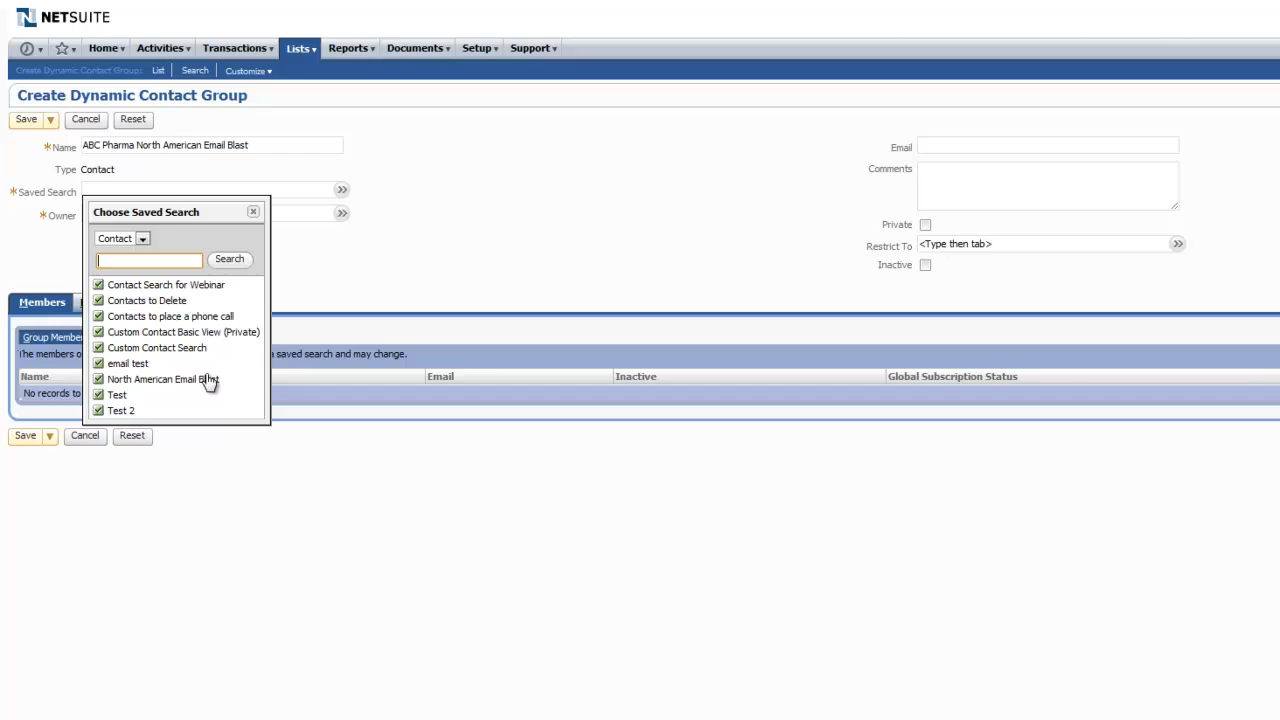 NETSUITE
Home Activities Transactions Lists Reports Documents Setup Support
Create Dynamic Contact Group: List Search Customize
Create Dynamic Contact Group
Save Cancel Reset
Name ABC Pharma North American Email Blast
Type Contact
Saved Search
Owner
Email
Comments
Private
Restrict To <Type then tab>
Inactive
Choose Saved Search
Contact
Search
Contact Search for Webinar
Contacts to Delete
Contacts to place a phone call
Custom Contact Basic View (Private)
Custom Contact Search
email test
North American Email Blast
Test
Test 2
Members
Group Member
The members o a saved search and may change.
Name Email Inactive Global Subscription Status
No records to
Save Cancel Reset